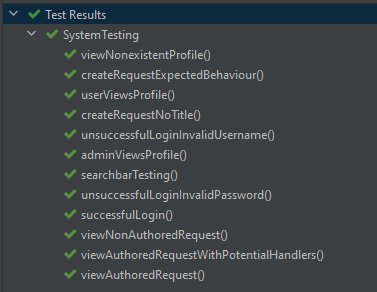 Test Results
SystemTesting
viewNonexistentProfile()
createRequestExpectedBehaviour()
userViewsProfile()
createRequestNoTitle()
unsuccessfulLoginInvalidUsername()
adminViewsProfile()
searchbarTesting()
unsuccessfulLoginInvalidPassword()
successfulLogin()
viewNonAuthoredRequest()
viewAuthoredRequestWithPotentialHandlers()
viewAuthoredRequest()